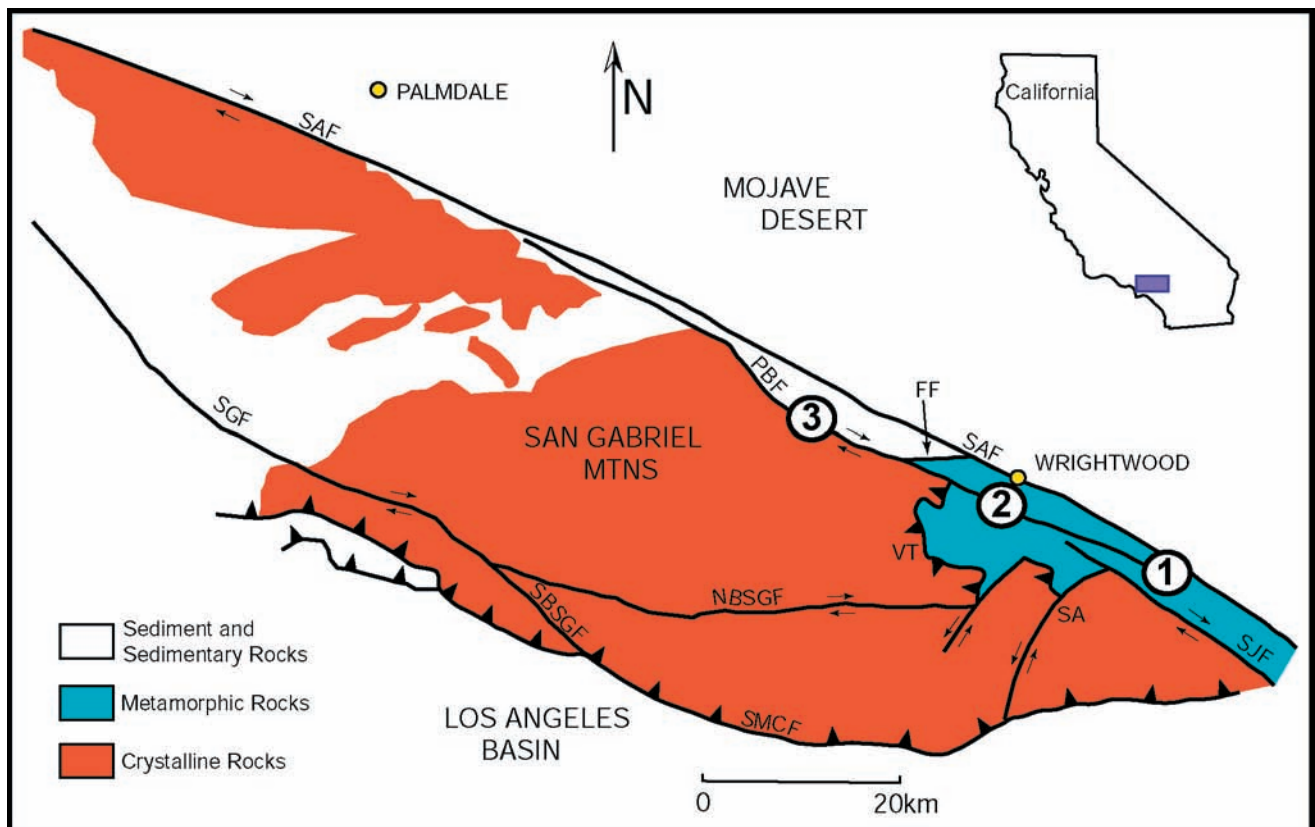 PALMDALE
N
California
SAF
MOJAVE
DESERT
PBF
FF
SGF
3
SAF
WRIGHTWOOD
SAN GABRIEL
MTNS
2
VT
1
SBSGF
NBSGF
SA
SJF
Sediment and
Sedimentary Rocks
Metamorphic Rocks
Crystalline Rocks
LOS ANGELES
BASIN
SMCF
0 20km